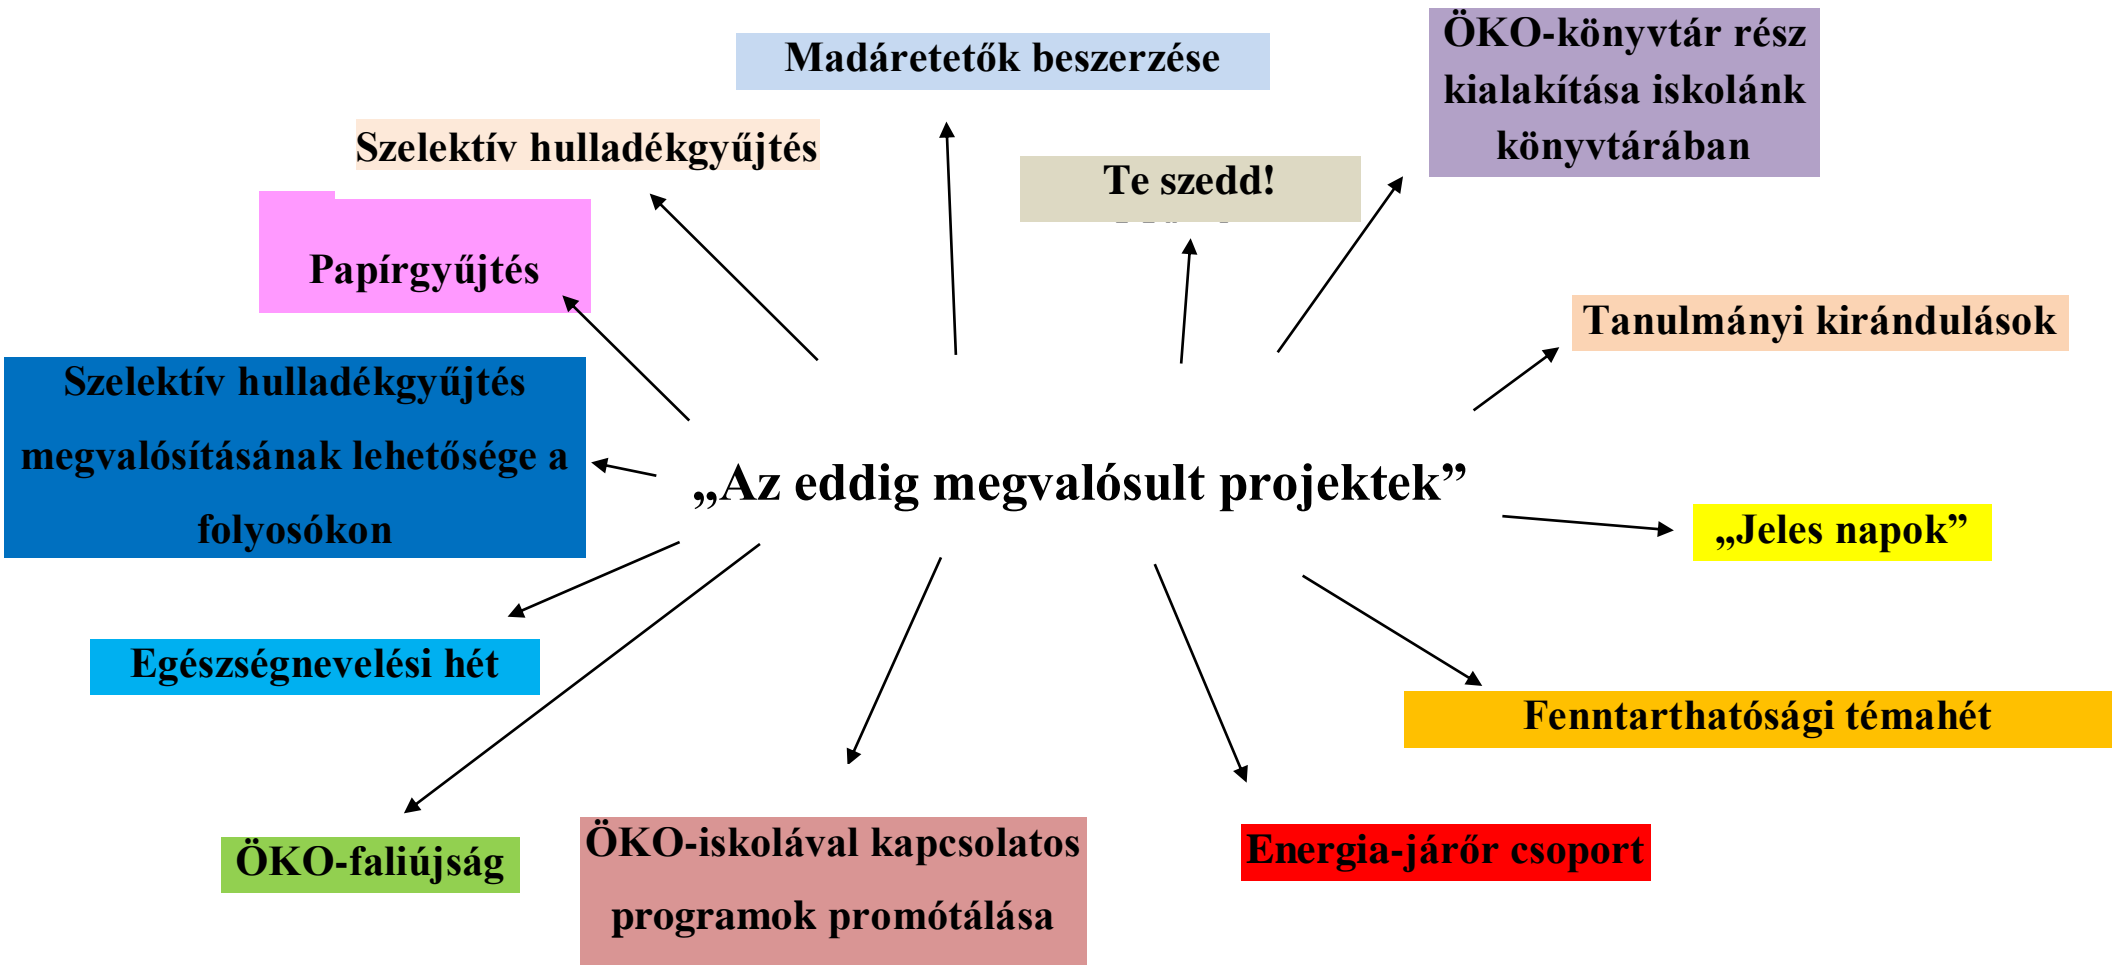 Madáretetők beszerzése
ÖKO-könyvtár rész
kialakítása iskolánk
könyvtárában
Szelektív hulladékgyűjtés
Te szedd!
Papírgyűjtés
Tanulmányi kirándulások
Szelektív hulladékgyűjtés
megvalósításának lehetősége a
folyosókon
„Az eddig megvalósult projektek”
„Jeles napok”
Egészségnevelési hét
Fenntarthatósági témahét
ÖKO-faliújság
ÖKO-iskolával kapcsolatos
programok promótálása
Energia-járőr csoport